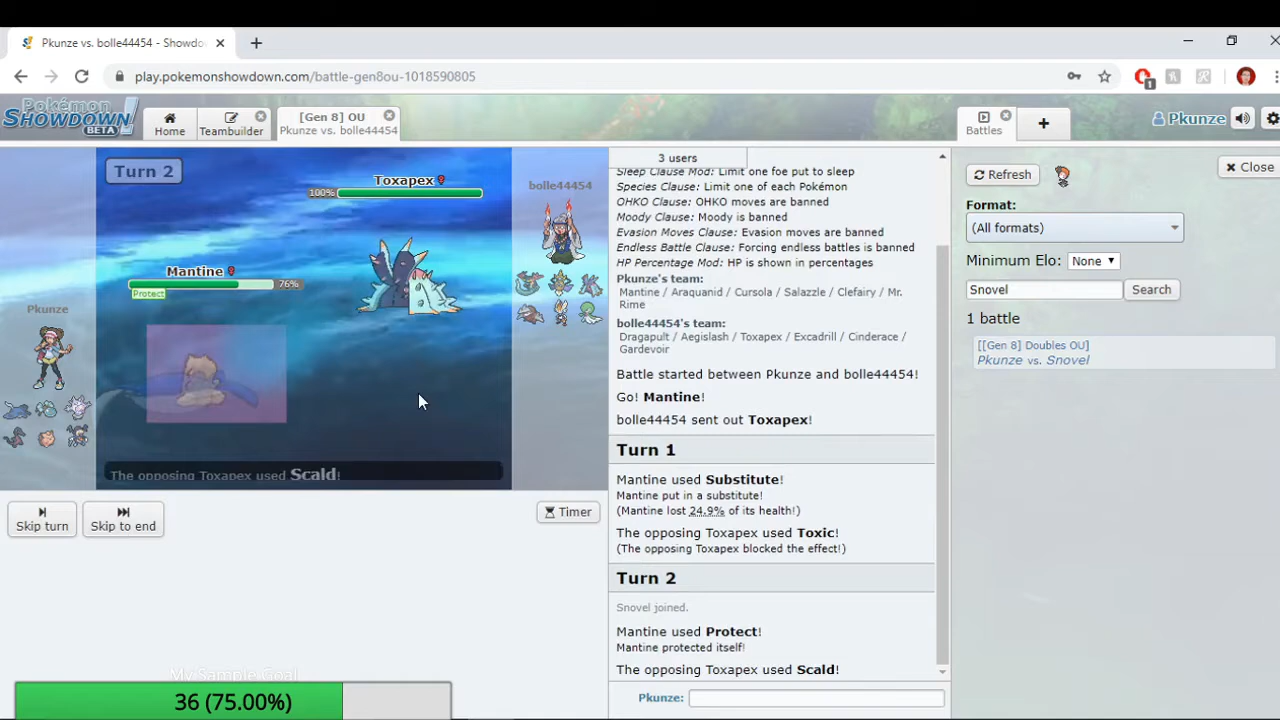 Pkunze vs. bolle44454 - Showdo
play.pokemonshowdown.com/battle-gen8ou-1018590805
1
Pokémon
SHOWDOWN!
BETA
Home
Teambuilder
[Gen 8] OU
Pkunze vs. bolle44454
Battles
Pkunze
Turn 2
Toxapex
100%
Mantine
76%
Protect
Pkunze
bolle44454
The opposing Toxapex used Scald!
Skip turn
Skip to end
Timer
My Sample Goal
36 (75.00%)
3 users
Sleep Clause Mod: Limit one foe put to sleep
Species Clause: Limit one of each Pokémon
OHKO Clause: OHKO moves are banned
Moody Clause: Moody is banned
Evasion Moves Clause: Evasion moves are banned
Endless Battle Clause: Forcing endless battles is banned
HP Percentage Mod: HP is shown in percentages
Pkunze's team:
Mantine / Araquanid / Cursola / Salazzle / Clefairy / Mr.
Rime
bolle44454's team:
Dragapult / Aegislash / Toxapex / Excadrill / Cinderace /
Gardevoir
Battle started between Pkunze and bolle44454!
Go! Mantine!
bolle44454 sent out Toxapex!
Turn 1
Mantine used Substitute!
Mantine put in a substitute!
(Mantine lost 24.9% of its health!)
The opposing Toxapex used Toxic!
(The opposing Toxapex blocked the effect!)
Turn 2
Snovel joined.
Mantine used Protect!
Mantine protected itself!
The opposing Toxapex used Scald!
Pkunze:
Refresh
Close
Format:
(All formats)
Minimum Elo: None
Snovel
Search
1 battle
[[Gen 8] Doubles OU]
Pkunze vs. Snovel